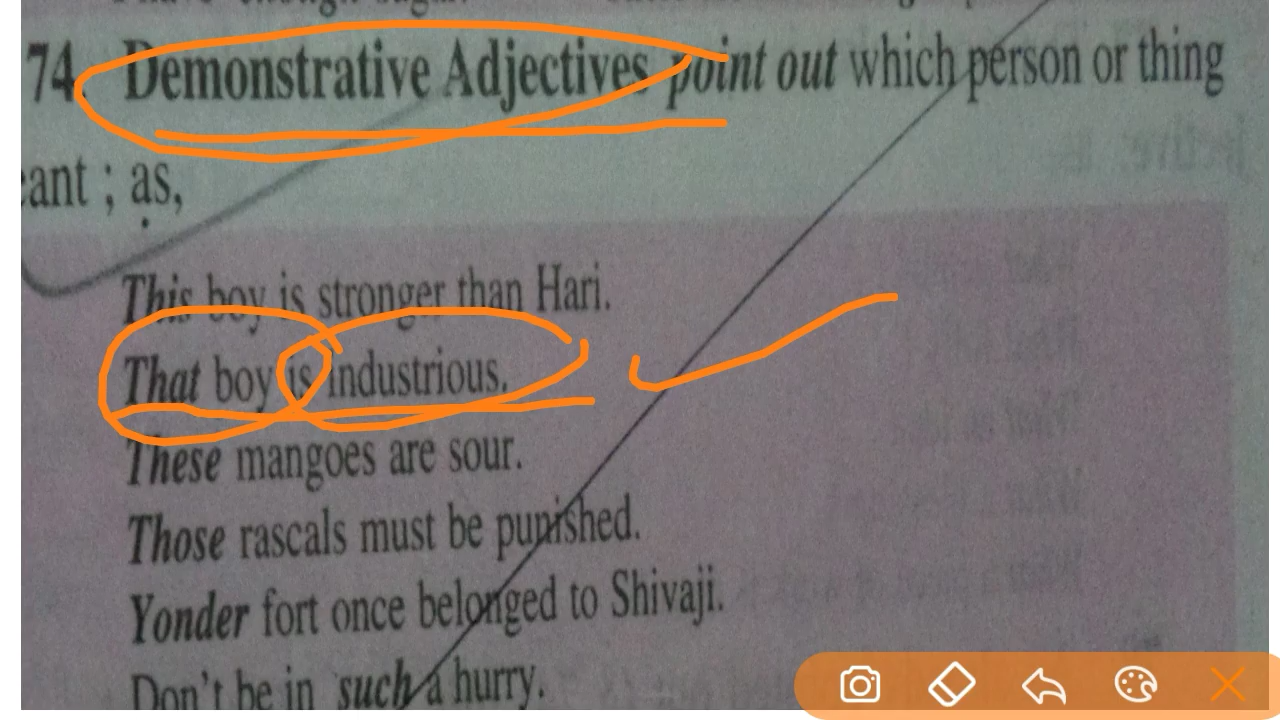 74. Demonstrative Adjectives point out which person or thing
ant ; as,
This boy is stronger than Hari.
That boy is industrious.
These mangoes are sour.
Those rascals must be punished.
Yonder fort once belonged to Shivaji.
Don't be in such a hurry.